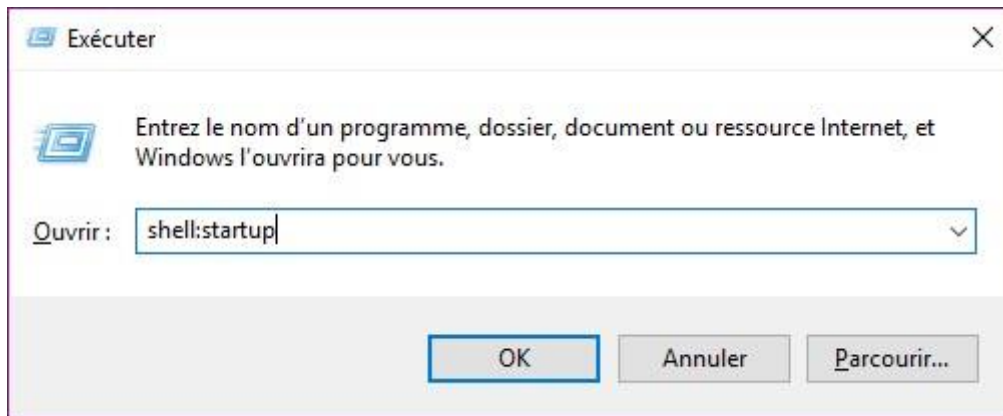 Exécuter
Entrez le nom d'un programme, dossier, document ou ressource Internet, et
Windows l'ouvrira pour vous.
Ouvrir : shell:startup
OK Annuler Parcourir...